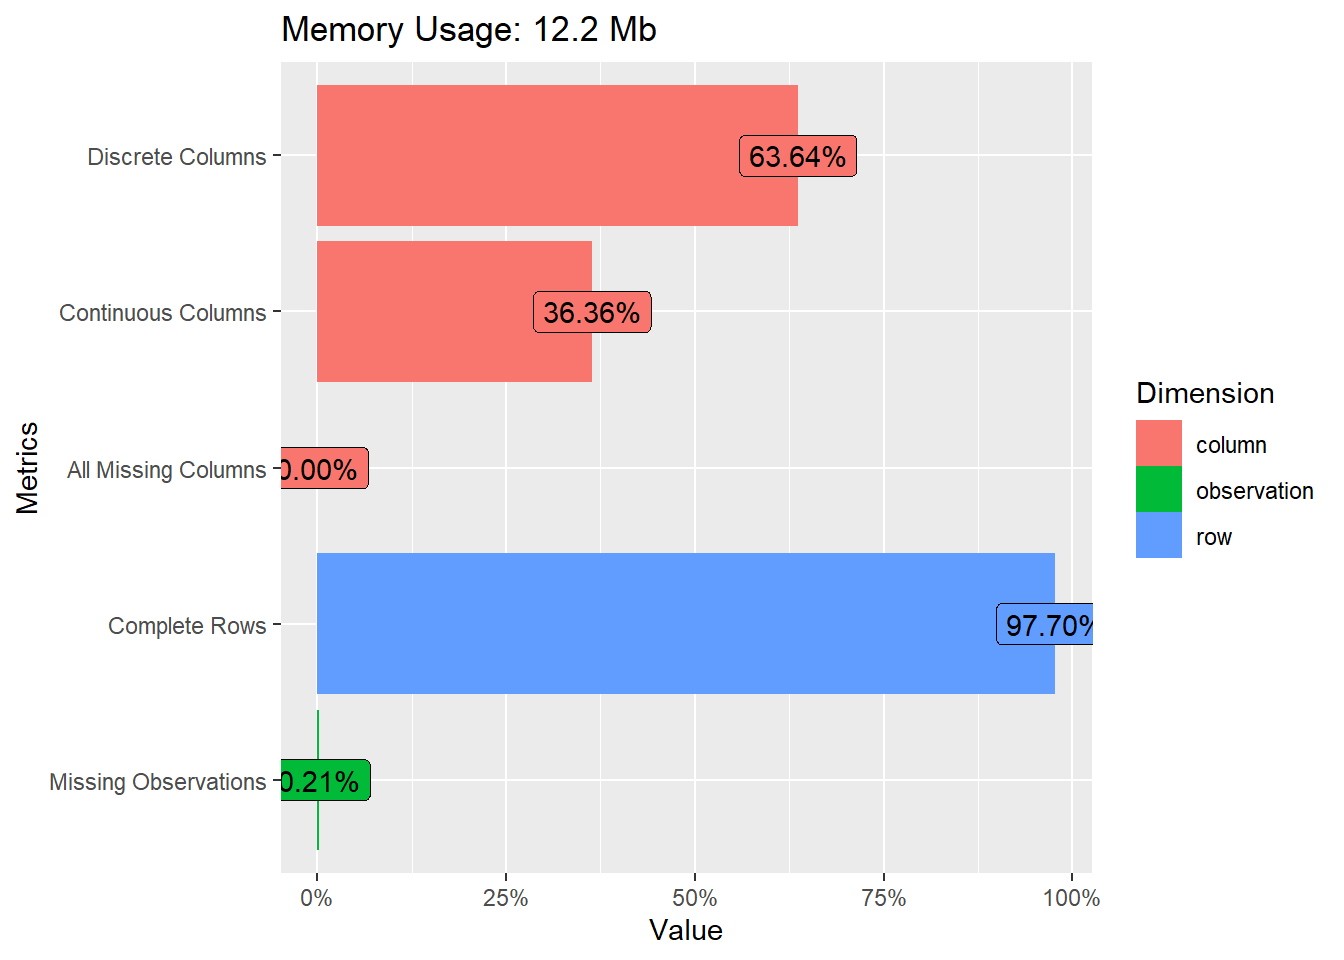 Memory Usage: 12.2 Mb
Discrete Columns
63.64%
Continuous Columns
36.36%
All Missing Columns
0.00%
Complete Rows
97.70%
Missing Observations
0.21%
0%
25%
50%
75%
100%
Value
Metrics
Dimension
column
observation
row